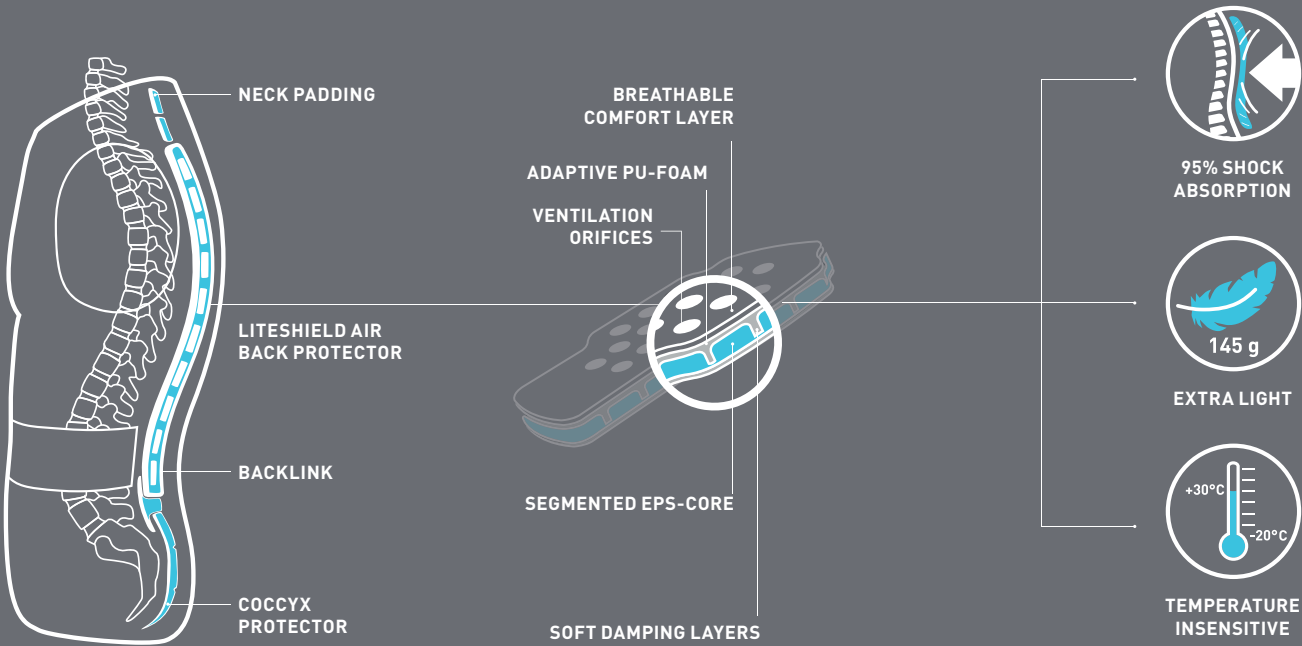 NECK PADDING
LITESHIELD AIR
BACK PROTECTOR
BACKLINK
COCCYX
PROTECTOR
BREATHABLE
COMFORT LAYER
ADAPTIVE PU-FOAM
VENTILATION
ORIFICES
SEGMENTED EPS-CORE
SOFT DAMPING LAYERS
95% SHOCK
ABSORPTION
145 g
EXTRA LIGHT
+30°C
-20°C
TEMPERATURE
INSENSITIVE